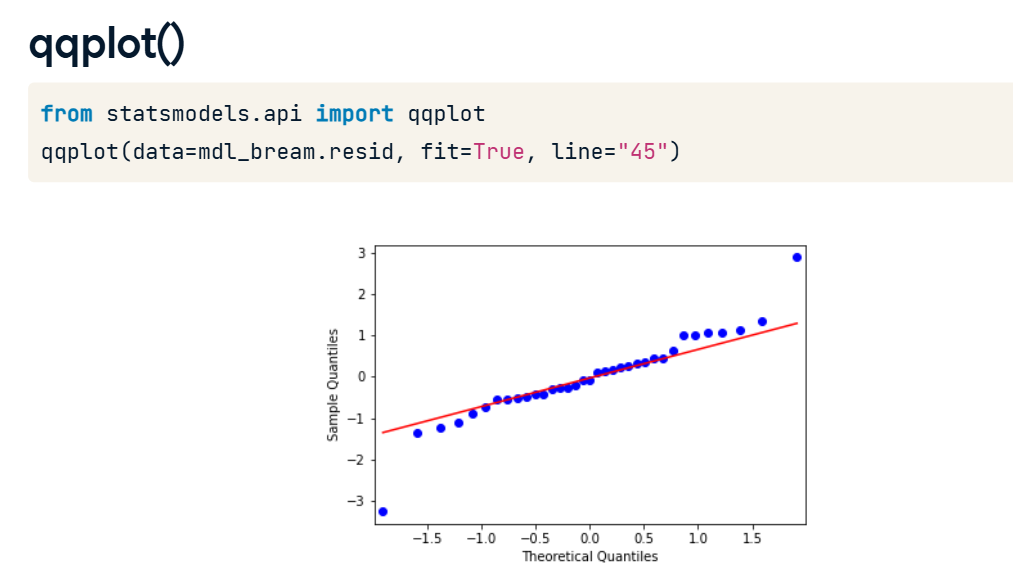 qqplot()
from statsmodels.api import qqplot
qqplot(data=mdl_bream.resid, fit=True, line="45")
3
2
1
0
−1
−2
−3
Sample Quantiles
−1.5 −1.0 −0.5 0.0 0.5 1.0 1.5
Theoretical Quantiles